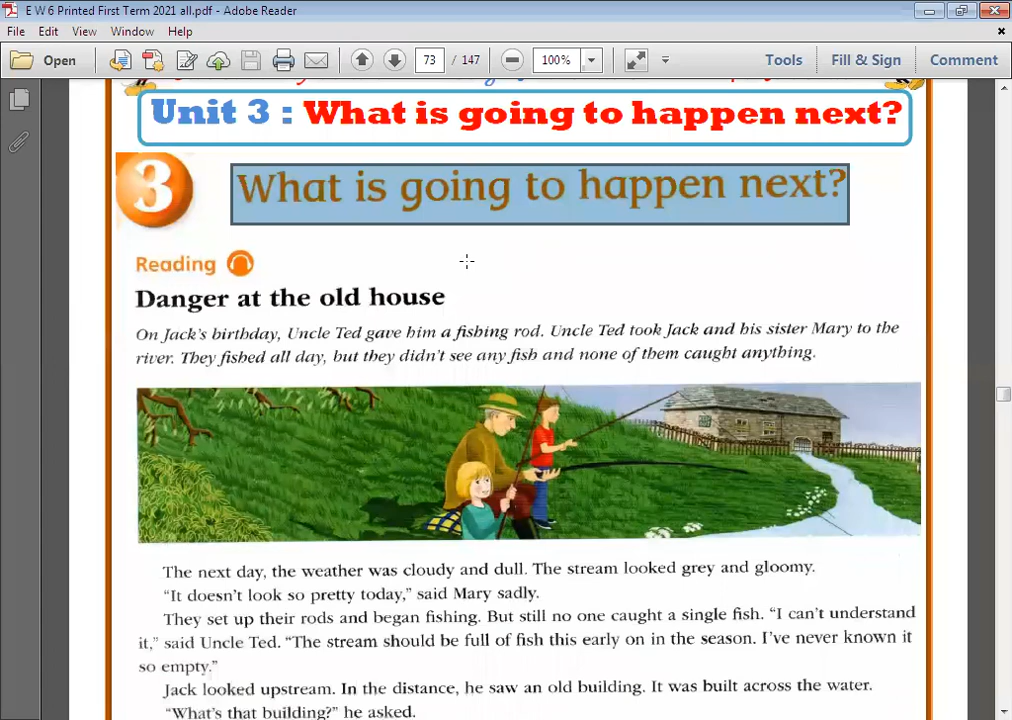 E W 6 Printed First Term 2021 all.pdf - Adobe Reader
File Edit View Window Help
Open 73 / 147 100% Tools Fill & Sign Comment
Unit 3 : What is going to happen next?
3 What is going to happen next?
Reading
Danger at the old house
On Jack's birthday, Uncle Ted gave him a fishing rod. Uncle Ted took Jack and his sister Mary to the
river. They fished all day, but they didn't see any fish and none of them caught anything.
The next day, the weather was cloudy and dull. The stream looked grey and gloomy.
"It doesn't look so pretty today," said Mary sadly.
They set up their rods and began fishing. But still no one caught a single fish. "I can't understand
it," said Uncle Ted. "The stream should be full of fish this early on in the season. I've never known it
so empty."
Jack looked upstream. In the distance, he saw an old building. It was built across the water.
"What's that building?" he asked.